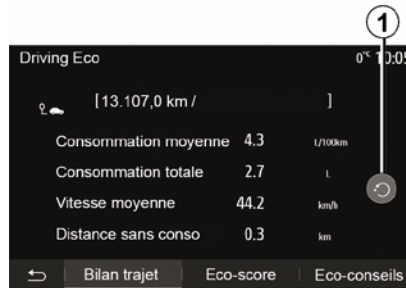 1
Driving Eco 0°C 10:05
[ 13.107,0 km / ]
Consommation moyenne 4.3 L/100km
Consommation totale 2.7 L
Vitesse moyenne 44.2 km/h
Distance sans conso 0.3 km
Bilan trajet Eco-score Eco-conseils